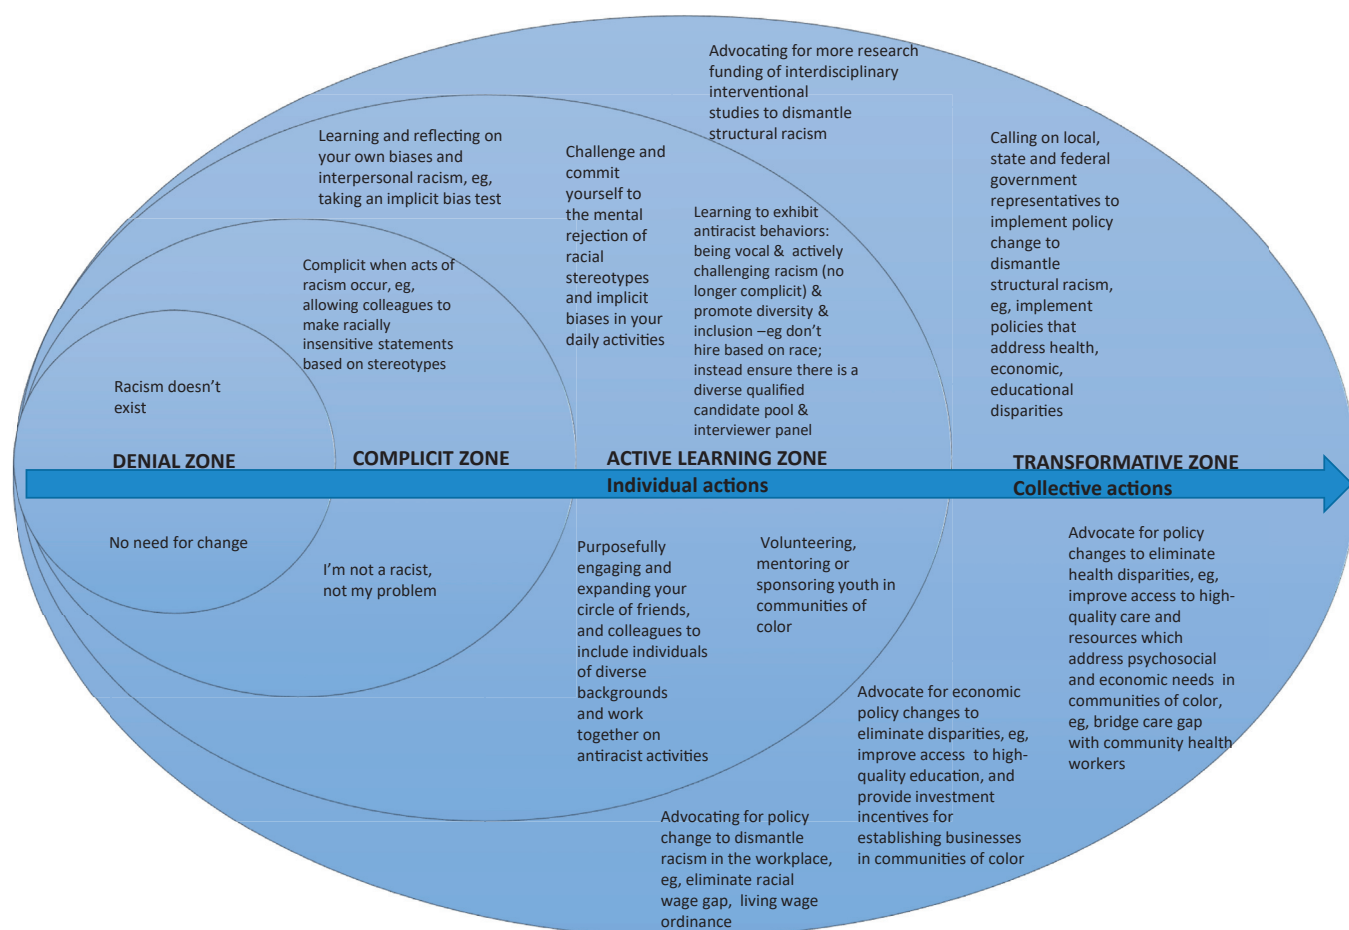 Advocating for more research
funding of interdisciplinary
interventional
studies to dismantle
structural racism
Learning and reflecting on
your own biases and
interpersonal racism, eg,
taking an implicit bias test
Challenge and
commit
yourself to
the mental
rejection of
racial
stereotypes
and implicit
biases in your
daily activities
Calling on local,
state and federal
government
representatives to
implement policy
change to
dismantle
structural racism,
eg, implement
policies that
address health,
economic,
educational
disparities
Learning to exhibit
antiracist behaviors:
being vocal & actively
challenging racism (no
longer complicit) &
promote diversity &
inclusion –eg don't
hire based on race;
instead ensure there is a
diverse qualified
candidate pool &
interviewer panel
Complicit when acts of
racism occur, eg,
allowing colleagues to
make racially
insensitive statements
based on stereotypes
Racism doesn't
exist
DENIAL ZONE
COMPLICIT ZONE
ACTIVE LEARNING ZONE
Individual actions
TRANSFORMATIVE ZONE
Collective actions
No need for change
I'm not a racist,
not my problem
Purposefully
engaging and
expanding your
circle of friends,
and colleagues to
include individuals
of diverse
backgrounds
and work
together on
antiracist activities
Volunteering,
mentoring or
sponsoring youth in
communities of
color
Advocate for policy
changes to eliminate
health disparities, eg,
improve access to high-
quality care and
resources which
address psychosocial
and economic needs in
communities of color,
eg, bridge care gap
with community health
workers
Advocate for economic
policy changes to
eliminate disparities, eg,
improve access to high-
quality education, and
provide investment
incentives for
establishing businesses
in communities of color
Advocating for policy
change to dismantle
racism in the workplace,
eg, eliminate racial
wage gap, living wage
ordinance